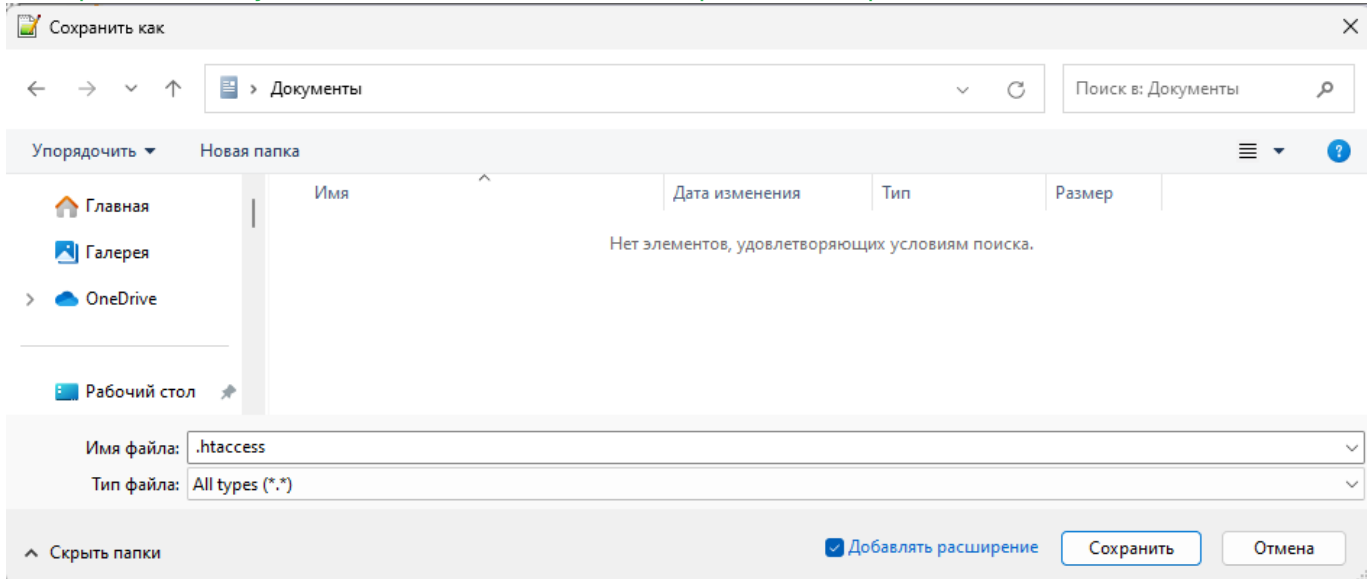 Сохранить как
Документы
Поиск в: Документы
Упорядочить
Новая папка
Имя
Дата изменения
Тип
Размер
Главная
Нет элементов, удовлетворяющих условиям поиска.
Галерея
OneDrive
Рабочий стол
Имя файла: .htaccess
Тип файла: All types (*.*)
Скрыть папки
Добавлять расширение
Сохранить
Отмена